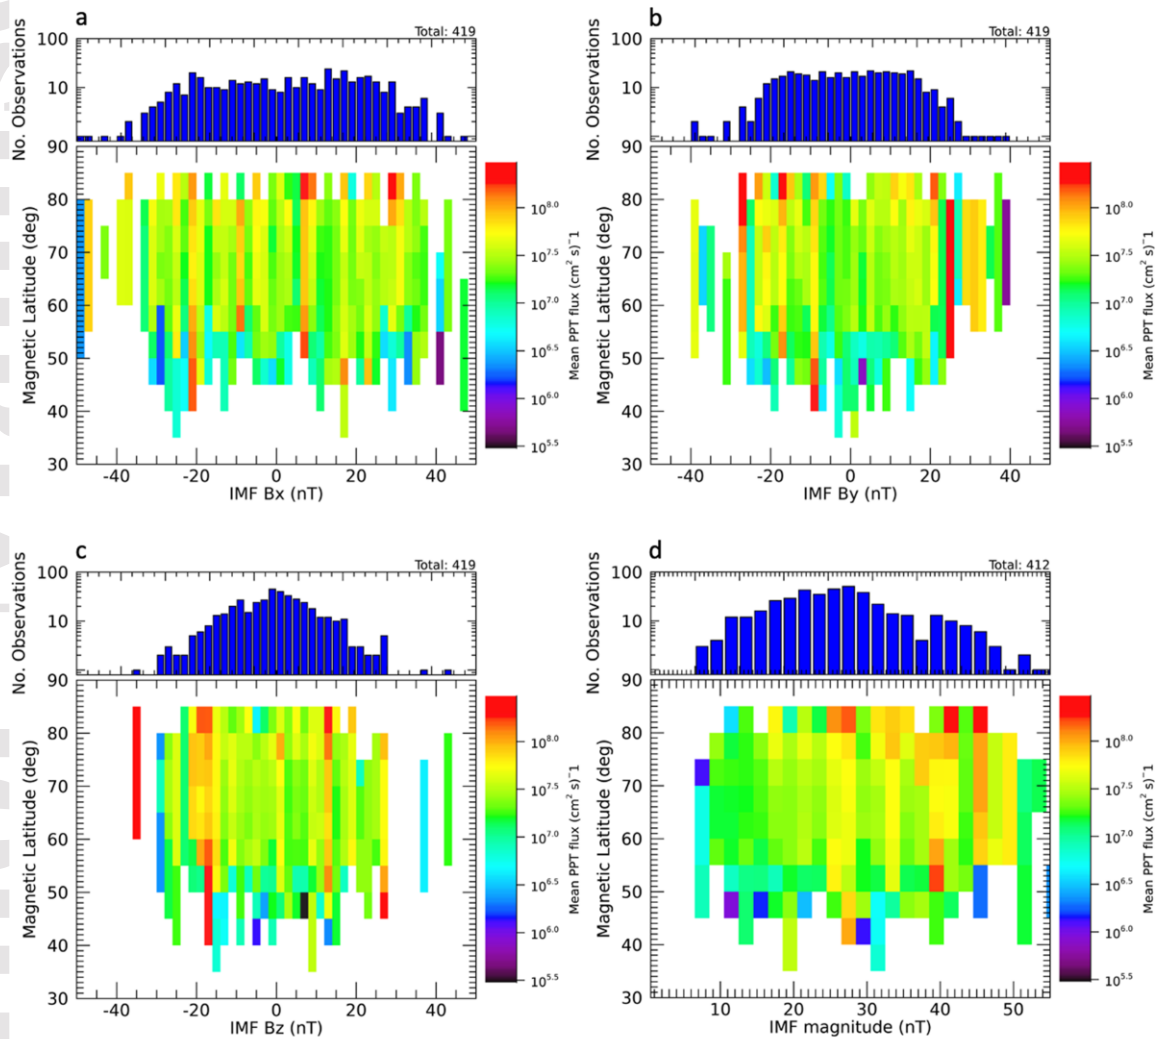 a
Total: 419
No. Observations
100
10
90
80
70
60
50
40
30
Magnetic Latitude (deg)
-40 -20 0 20 40
IMF Bx (nT)
10^8.0
10^7.5
10^7.0
10^6.5
10^6.0
10^5.5
Mean PPT flux (cm² s)⁻1
b
Total: 419
No. Observations
100
10
90
80
70
60
50
40
30
Magnetic Latitude (deg)
-40 -20 0 20 40
IMF By (nT)
10^8.0
10^7.5
10^7.0
10^6.5
10^6.0
10^5.5
Mean PPT flux (cm² s)⁻1
c
Total: 419
No. Observations
100
10
90
80
70
60
50
40
30
Magnetic Latitude (deg)
-40 -20 0 20 40
IMF Bz (nT)
10^8.0
10^7.5
10^7.0
10^6.5
10^6.0
10^5.5
Mean PPT flux (cm² s)⁻1
d
Total: 412
No. Observations
100
10
90
80
70
60
50
40
30
Magnetic Latitude (deg)
10 20 30 40 50
IMF magnitude (nT)
10^8.0
10^7.5
10^7.0
10^6.5
10^6.0
10^5.5
Mean PPT flux (cm² s)⁻1